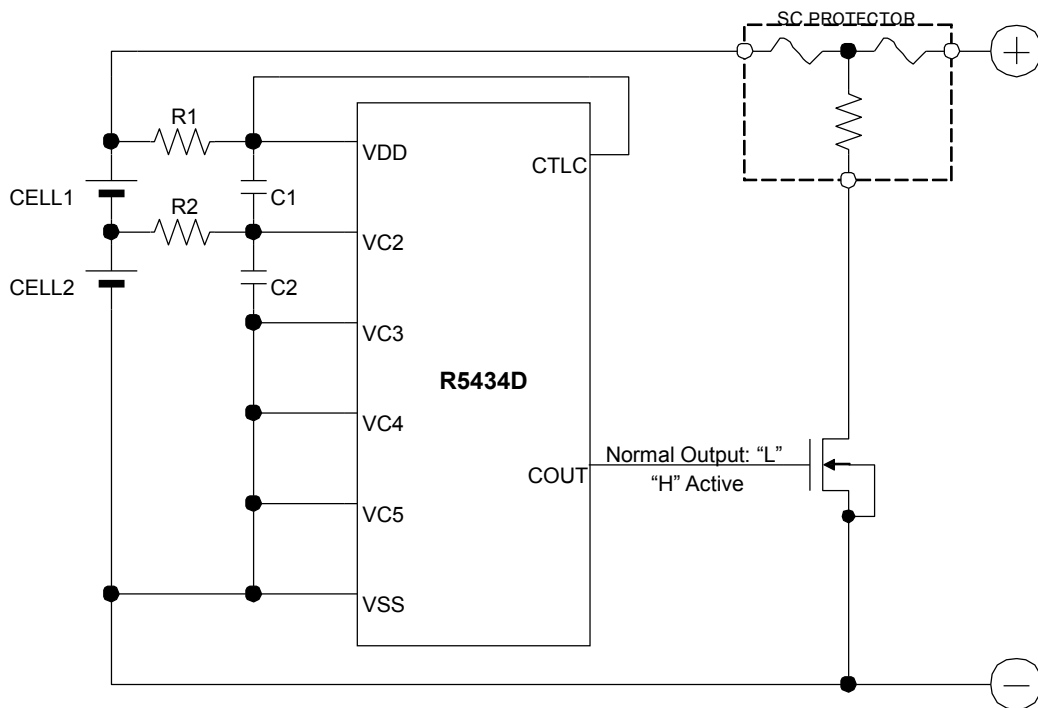 SC PROTECTOR
R1
VDD
CTLC
CELL1
C1
R2
VC2
CELL2
C2
VC3
R5434D
VC4
Normal Output: “L”
COUT
“H” Active
VC5
VSS